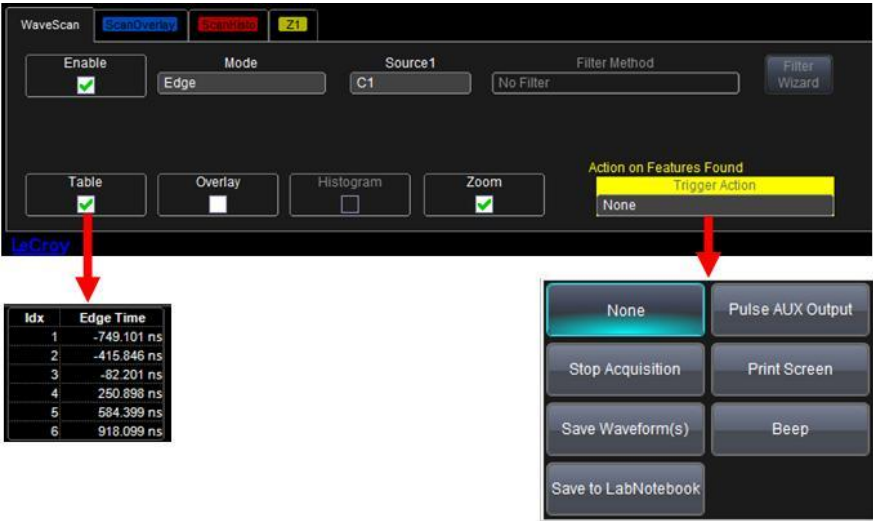 WaveScan ScanOverlay ScanHisto Z1
Enable Mode Source1 Filter Method Filter
Edge C1 No Filter Wizard
Action on Features Found
Table Overlay Histogram Zoom Trigger Action
None
LeCroy
Idx Edge Time
1 -749.101 ns
2 -415.846 ns
3 -82.201 ns
4 250.898 ns
5 584.399 ns
6 918.099 ns
None Pulse AUX Output
Stop Acquisition Print Screen
Save Waveform(s) Beep
Save to LabNotebook